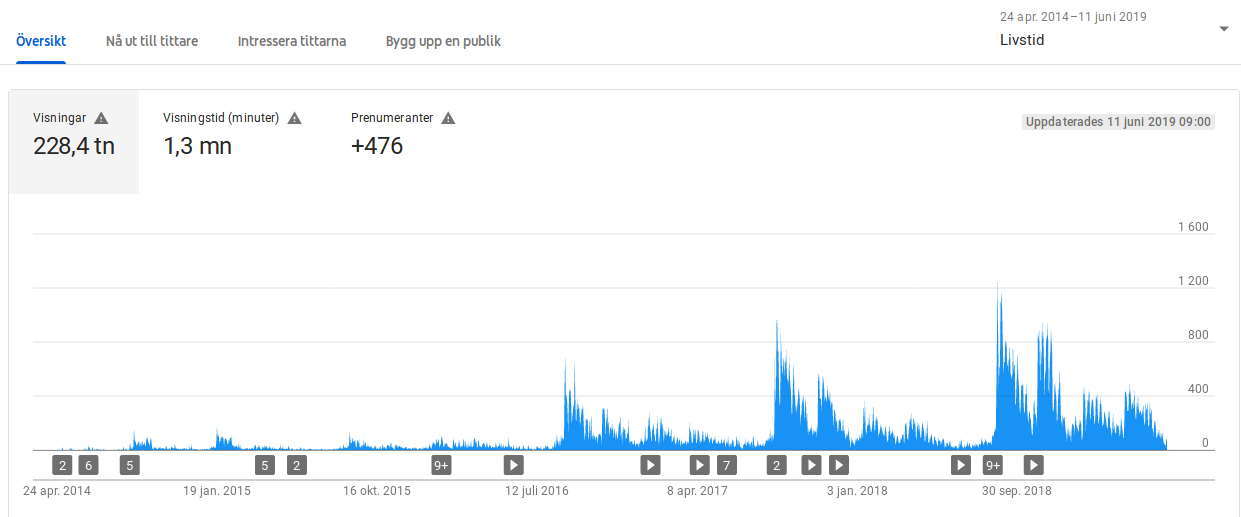 24 apr. 2014–11 juni 2019
Översikt Nå ut till tittare Intressera tittarna Bygg upp en publik Livstid
Visningar Visningstid (minuter) Prenumeranter Uppdaterades 11 juni 2019 09:00
228,4 tn 1,3 mn +476
1 600
1 200
800
400
0
2 6 5 5 2 9+ 7 2 9+
24 apr. 2014 19 jan. 2015 16 okt. 2015 12 juli 2016 8 apr. 2017 3 jan. 2018 30 sep. 2018